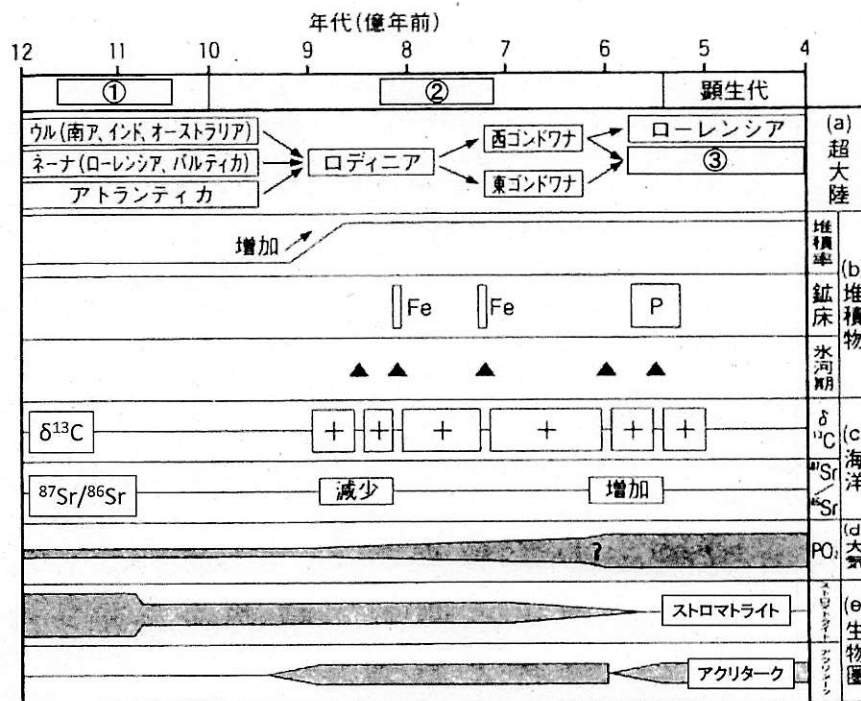 年代(億年前)
12 11 10 9 8 7 6 5 4
① ② 顕生代
ウル(南ア、インド、オーストラリア)
ネーナ(ローレンシア、バルティカ)
アトランティカ
ロディニア
西ゴンドワナ
東ゴンドワナ
ローレンシア
③
(a)超大陸
増加
堆積率
Fe Fe P
鉱床
氷河期
(b)堆積物
δ¹³C + + + + + +
δ¹³C
⁸⁷Sr/⁸⁶Sr 減少 増加
⁸⁷Sr/⁸⁶Sr
(c)海洋
?
PO₂
(d)大気
ストロマトライト
ストロマトライト
アクリターク
アクリターク
(e)生物圏